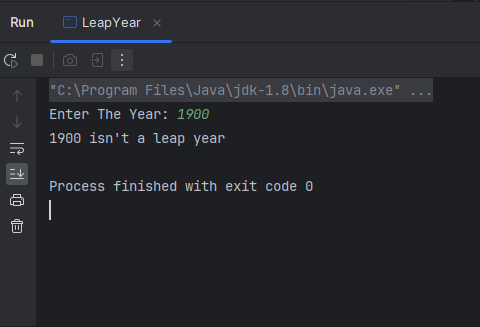 Run LeapYear
"C:\Program Files\Java\jdk-1.8\bin\java.exe" ...
Enter The Year: 1900
1900 isn't a leap year
Process finished with exit code 0